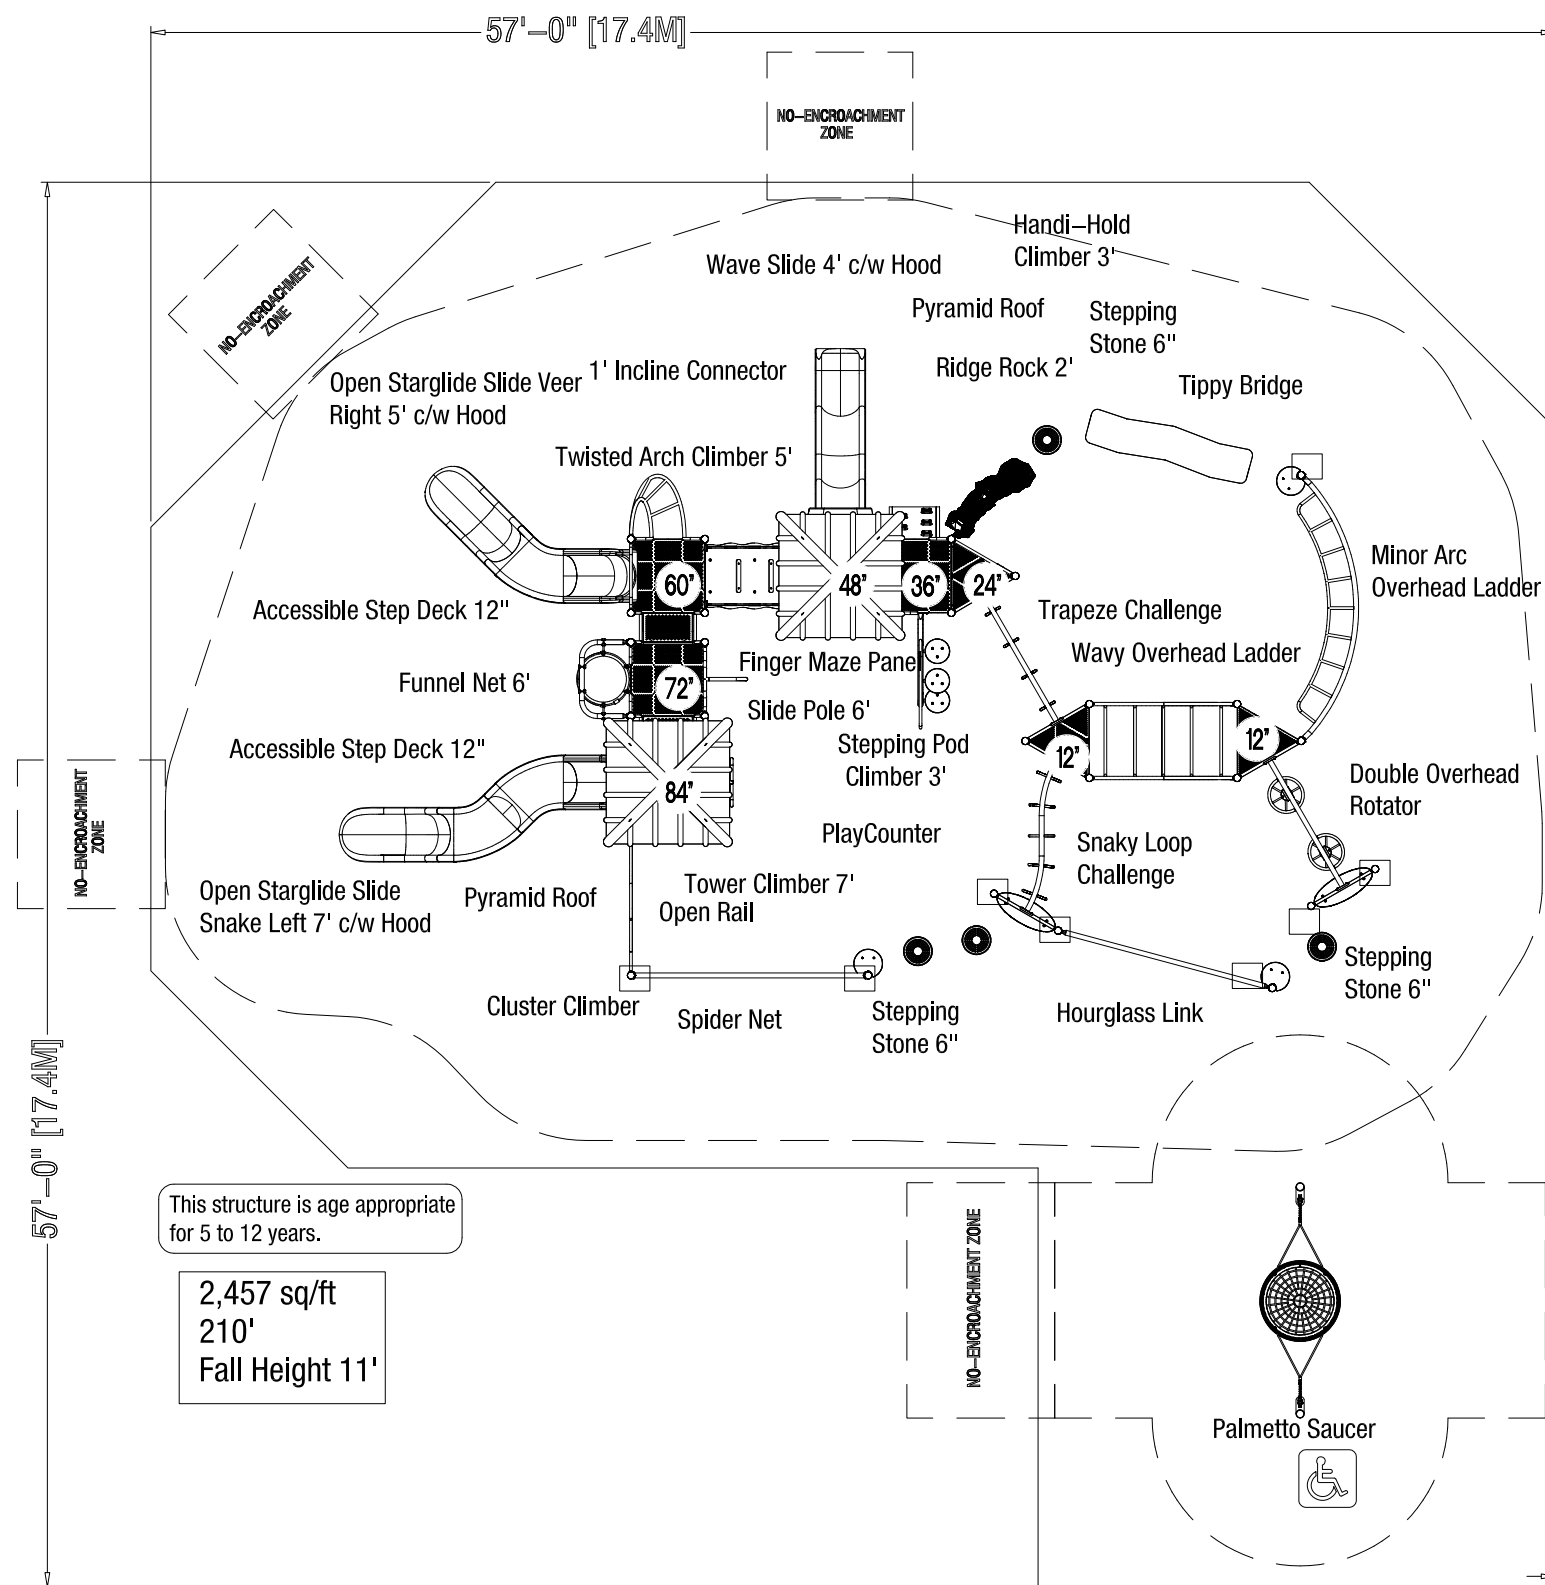 57'–0" [17.4M]
NO–ENCROACHMENT
ZONE
Handi–Hold
Climber 3'
Wave Slide 4' c/w Hood
NO–ENCROACHMENT
ZONE
Pyramid Roof
Stepping
Stone 6"
Ridge Rock 2'
1' Incline Connector
Tippy Bridge
Open Starglide Slide Veer
Right 5' c/w Hood
Twisted Arch Climber 5'
Minor Arc
Overhead Ladder
60"
48"
36"
24"
Accessible Step Deck 12"
Trapeze Challenge
Wavy Overhead Ladder
Finger Maze Panel
Funnel Net 6'
72"
Slide Pole 6'
Accessible Step Deck 12"
Stepping Pod
Climber 3'
12"
12"
Double Overhead
Rotator
84"
NO–ENCROACHMENT
ZONE
PlayCounter
Snaky Loop
Challenge
Open Starglide Slide
Snake Left 7' c/w Hood
Pyramid Roof
Tower Climber 7'
Open Rail
Stepping
Stone 6"
Cluster Climber
Spider Net
Stepping
Stone 6"
Hourglass Link
57'–0" [17.4M]
This structure is age appropriate
for 5 to 12 years.
2,457 sq/ft
210'
Fall Height 11'
NO–ENCROACHMENT ZONE
Palmetto Saucer